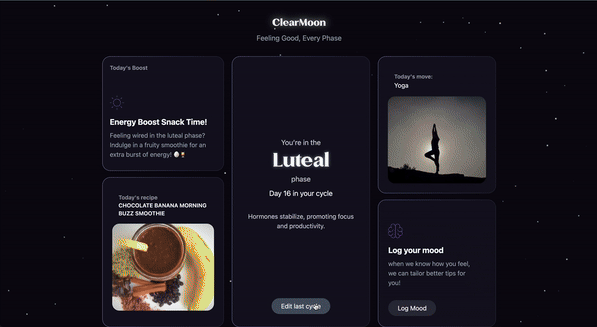 ClearMoon
Feeling Good, Every Phase
Today's Boost
Energy Boost Snack Time!
Feeling wired in the luteal phase?
Indulge in a fruity smoothie for an
extra burst of energy!
Today's recipe
CHOCOLATE BANANA MORNING
BUZZ SMOOTHIE
You're in the
Luteal
phase
Day 16 in your cycle
Hormones stabilize, promoting focus
and productivity.
Edit last cycle
Today's move:
Yoga
Log your mood
when we know how you feel,
we can tailor better tips for
you!
Log Mood